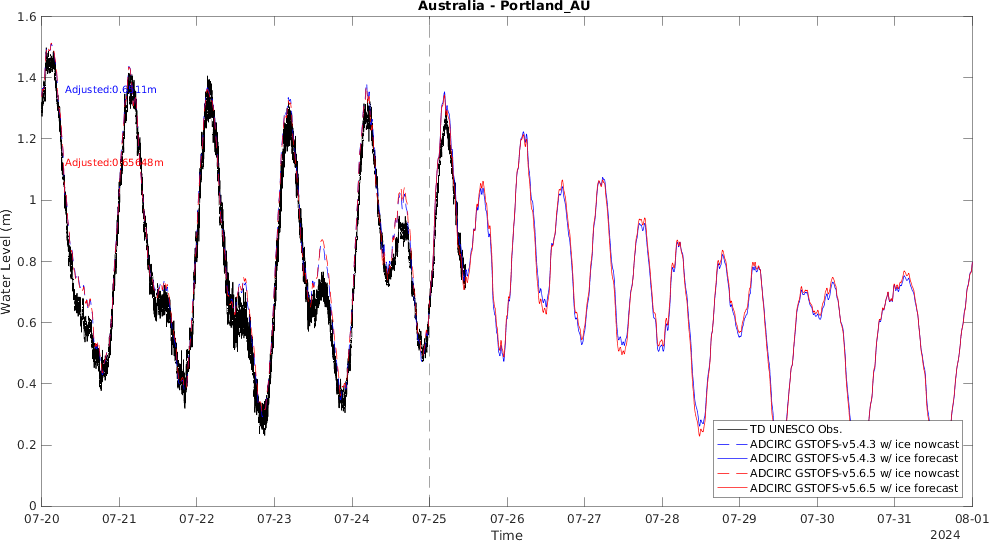 Australia - Portland_AU
1.6
1.4
1.2
1
0.8
0.6
0.4
0.2
0
Water Level (m)
Adjusted:0.65648m
TD UNESCO Obs.
ADCIRC GSTOFS-v5.4.3 w/ ice nowcast
ADCIRC GSTOFS-v5.4.3 w/ ice forecast
ADCIRC GSTOFS-v5.6.5 w/ ice nowcast
ADCIRC GSTOFS-v5.6.5 w/ ice forecast
07-20 07-21 07-22 07-23 07-24 07-25 07-26 07-27 07-28 07-29 07-30 07-31 08-01
Time
2024